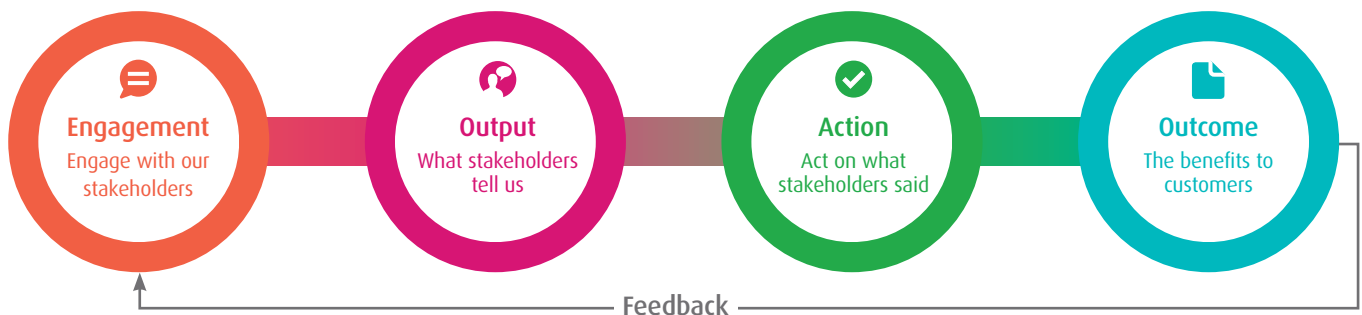 Engagement
Engage with our
stakeholders
Output
What stakeholders
tell us
Action
Act on what
stakeholders said
Outcome
The benefits to
customers
Feedback